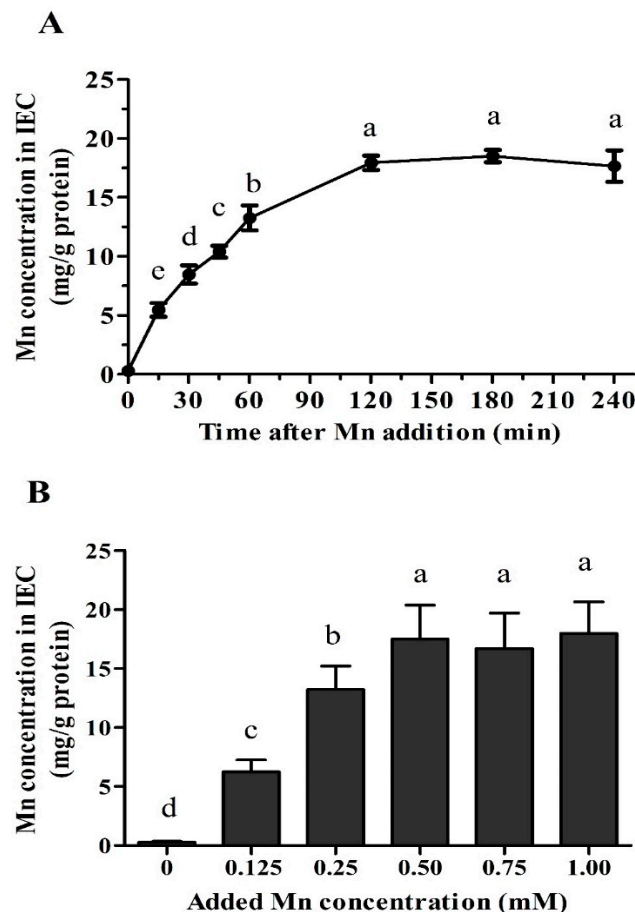 A
Mn concentration in IEC
(mg/g protein)
25
20
15
10
5
0
e
d
c
b
a
a
a
0 30 60 90 120 150 180 210 240
Time after Mn addition (min)
B
Mn concentration in IEC
(mg/g protein)
25
20
15
10
5
0
d
c
b
a
a
a
0 0.125 0.25 0.50 0.75 1.00
Added Mn concentration (mM)